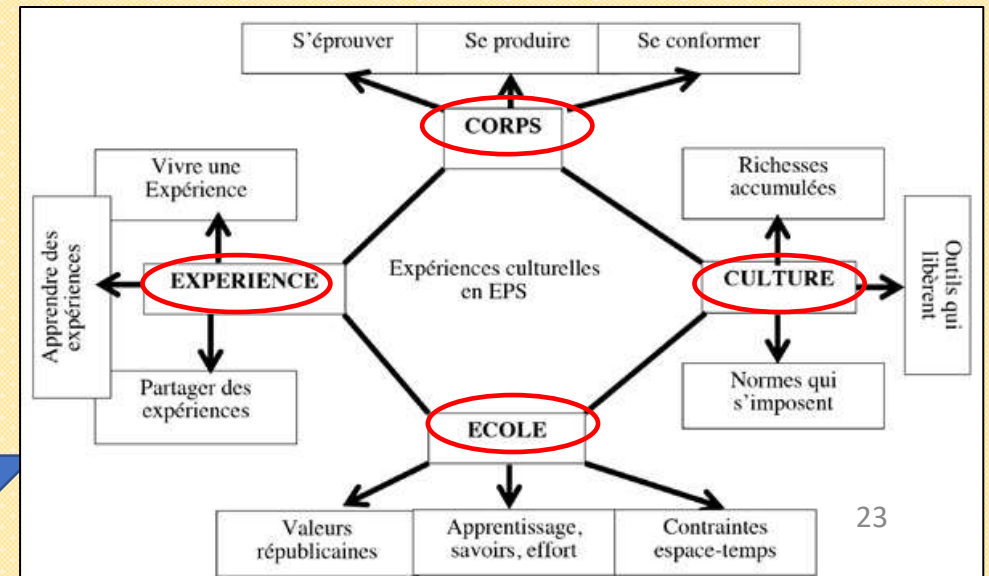 S'éprouver
Se produire
Se conformer
CORPS
Vivre une
Expérience
Richesses
accumulées
Apprendre des
expériences
EXPERIENCE
Expériences culturelles
en EPS
CULTURE
Outils qui
libèrent
Partager des
expériences
Normes qui
s'imposent
ECOLE
Valeurs
républicaines
Apprentissage,
savoirs, effort
Contraintes
espace-temps
23